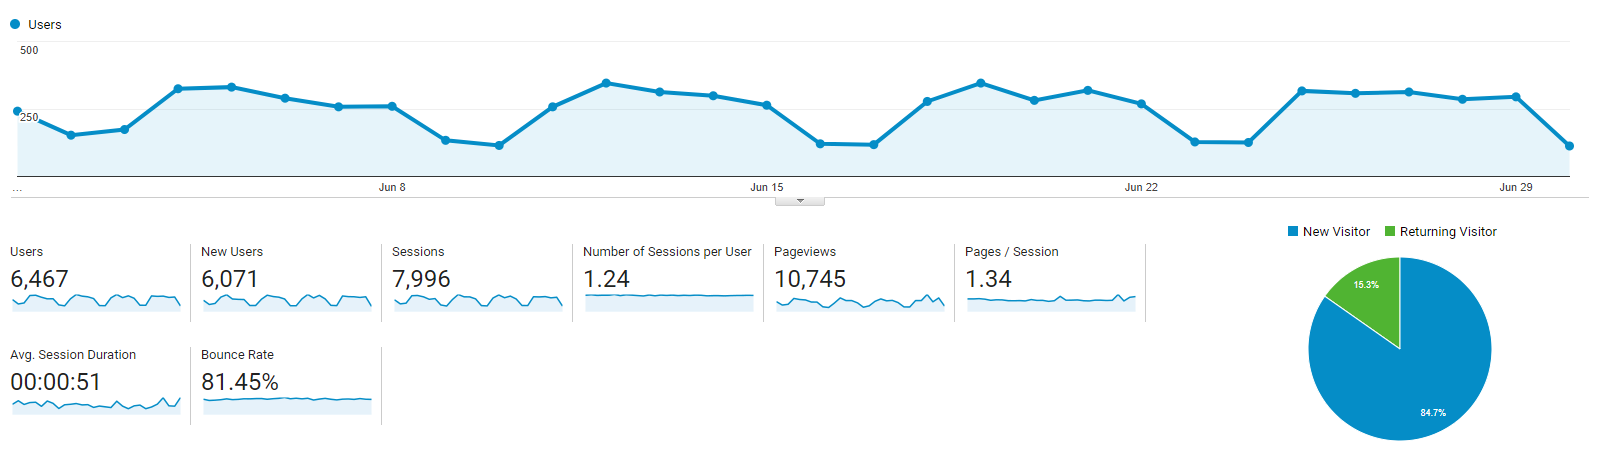 Users
500
250
...
Jun 8
Jun 15
Jun 22
Jun 29
New Visitor
Returning Visitor
Users
6,467
New Users
6,071
Sessions
7,996
Number of Sessions per User
1.24
Pageviews
10,745
Pages / Session
1.34
Avg. Session Duration
00:00:51
Bounce Rate
81.45%
15.3%
84.7%